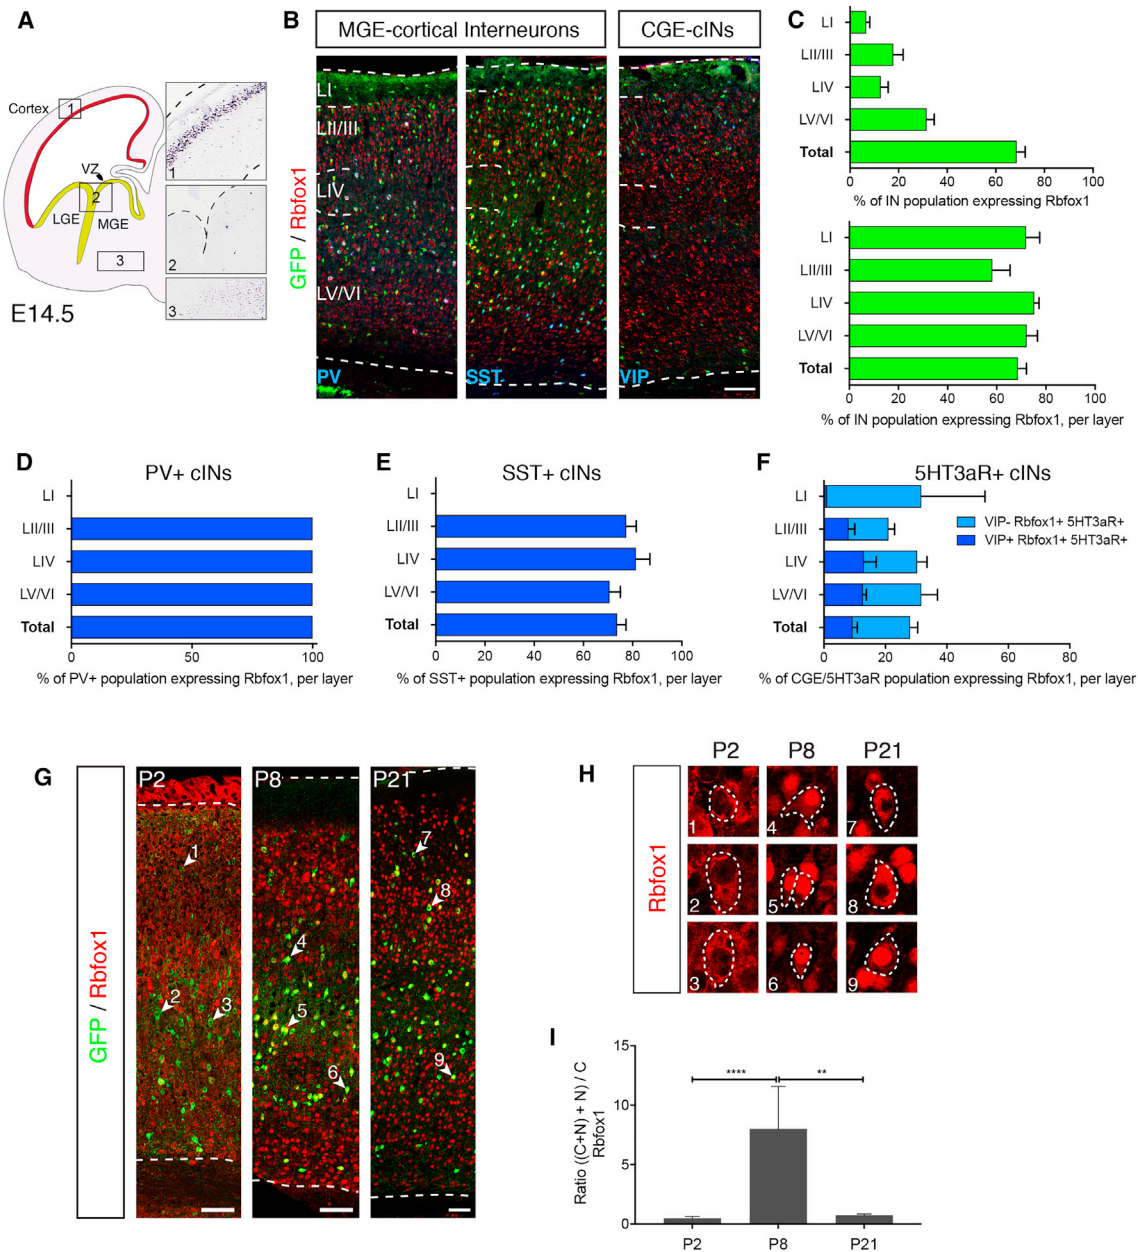 A
Cortex
1
VZ
2
LGE
MGE
3
E14.5
1
2
3
B
MGE-cortical Interneurons
CGE-cINs
GFP / Rbfox1
LI
LII/III
LIV
LV/VI
PV
SST
VIP
C
LI
LII/III
LIV
LV/VI
Total
0 20 40 60 80 100
% of IN population expressing Rbfox1
LI
LII/III
LIV
LV/VI
Total
0 20 40 60 80 100
% of IN population expressing Rbfox1, per layer
D
PV+ cINs
LI
LII/III
LIV
LV/VI
Total
0 50 100
% of PV+ population expressing Rbfox1, per layer
E
SST+ cINs
LI
LII/III
LIV
LV/VI
Total
0 20 40 60 80 100
% of SST+ population expressing Rbfox1, per layer
F
5HT3aR+ cINs
LI
LII/III
LIV
LV/VI
Total
VIP- Rbfox1+ 5HT3aR+
VIP+ Rbfox1+ 5HT3aR+
0 20 40 60 80
% of CGE/5HT3aR population expressing Rbfox1, per layer
G
GFP / Rbfox1
P2
1
2
3
P8
4
5
6
P21
7
8
9
H
P2 P8 P21
Rbfox1
1 4 7
2 5 8
3 6 9
I
Ratio ((C+N) + N) / C
Rbfox1
15
10
5
0
**** **
P2 P8 P21